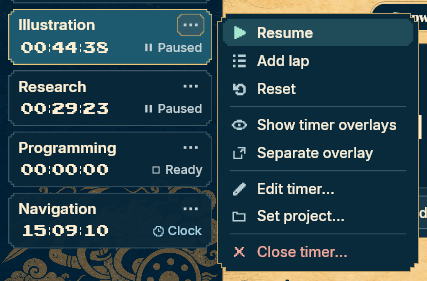 Illustration ...
00:44:38 Paused
Research ...
00:29:23 Paused
Programming ...
00:00:00 Ready
Navigation ...
15:09:10 Clock
Resume
Add lap
Reset
Show timer overlays
Separate overlay
Edit timer...
Set project...
Close timer...